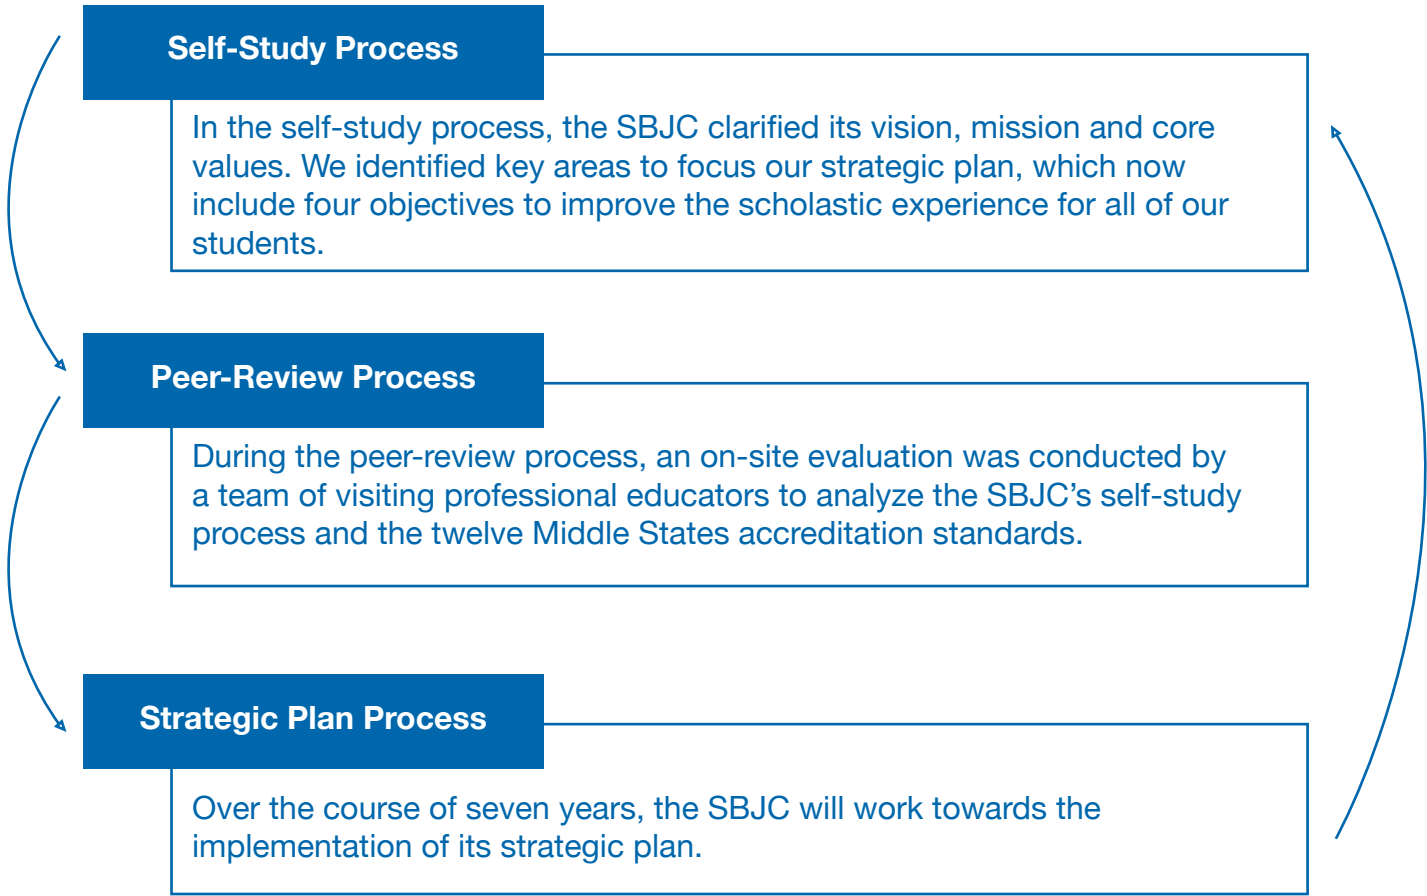 Self-Study Process
In the self-study process, the SBJC clarified its vision, mission and core
values. We identified key areas to focus our strategic plan, which now
include four objectives to improve the scholastic experience for all of our
students.
Peer-Review Process
During the peer-review process, an on-site evaluation was conducted by
a team of visiting professional educators to analyze the SBJC’s self-study
process and the twelve Middle States accreditation standards.
Strategic Plan Process
Over the course of seven years, the SBJC will work towards the
implementation of its strategic plan.